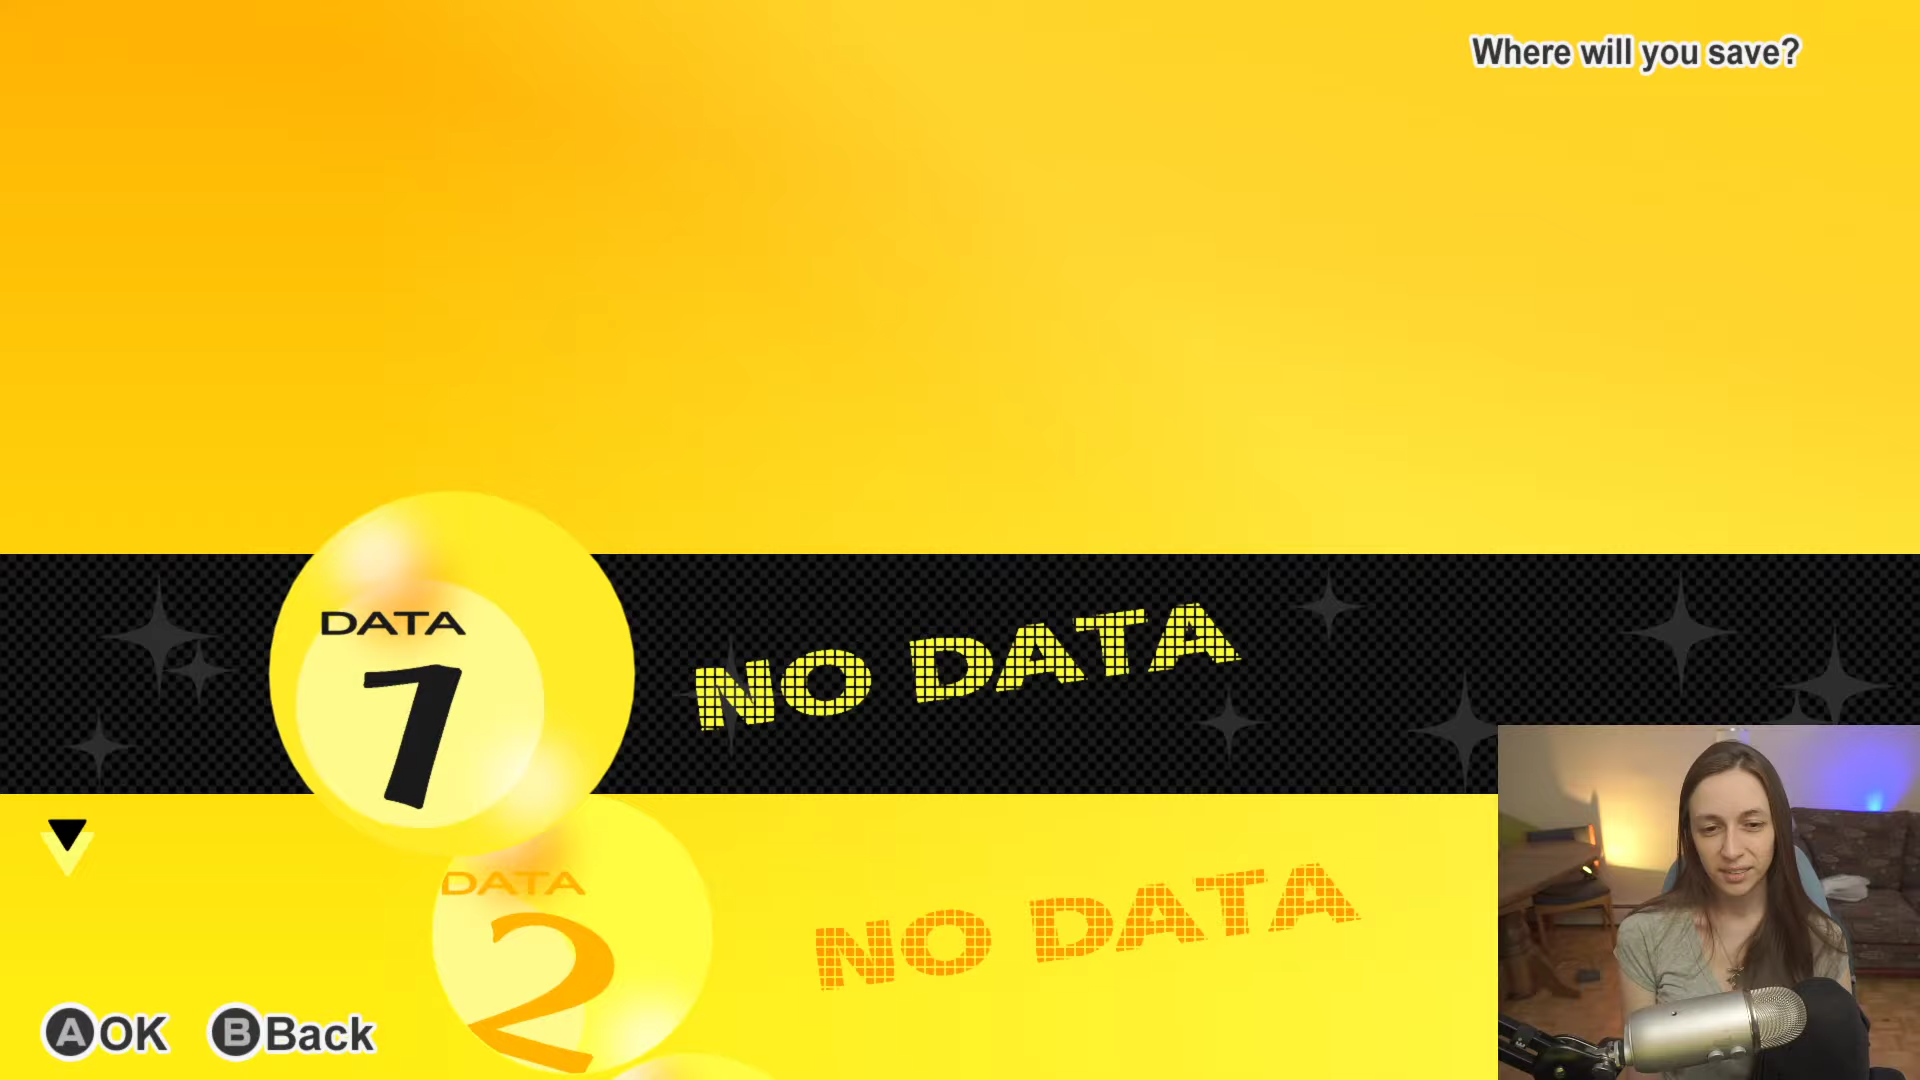 Where will you save?
DATA
1
NO DATA
DATA
2
NO DATA
A OK B Back